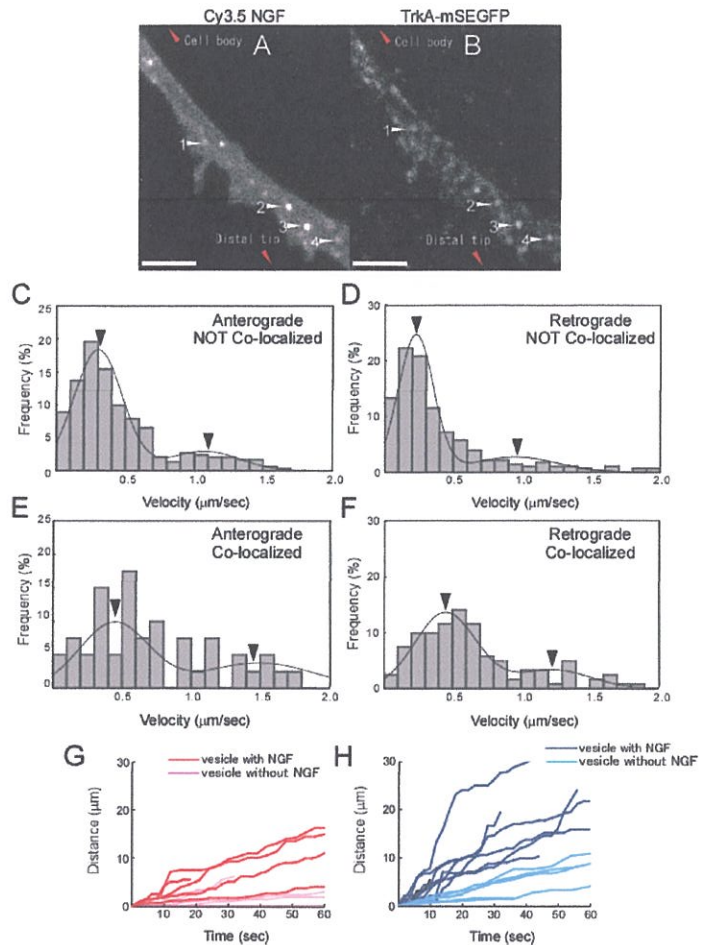 Cy3.5 NGF
TrkA-mSEGFP
Cell body
A
Cell body
B
1
1
2
2
3
3
4
4
Distal tip
Distal tip
C
Anterograde
NOT Co-localized
25
20
15
10
5
0
Frequency (%)
0.5
1.0
1.5
2.0
Velocity (μm/sec)
D
Retrograde
NOT Co-localized
30
20
10
0
Frequency (%)
0.5
1.0
1.5
2.0
Velocity (μm/sec)
E
Anterograde
Co-localized
25
20
15
10
5
0
Frequency (%)
0.5
1.0
1.5
2.0
Velocity (μm/sec)
F
Retrograde
Co-localized
30
20
10
0
Frequency (%)
0.5
1.0
1.5
2.0
Velocity (μm/sec)
G
vesicle with NGF
vesicle without NGF
30
20
10
0
Distance (μm)
10 20 30 40 50 60
Time (sec)
H
vesicle with NGF
vesicle without NGF
30
20
10
0
Distance (μm)
10 20 30 40 50 60
Time (sec)